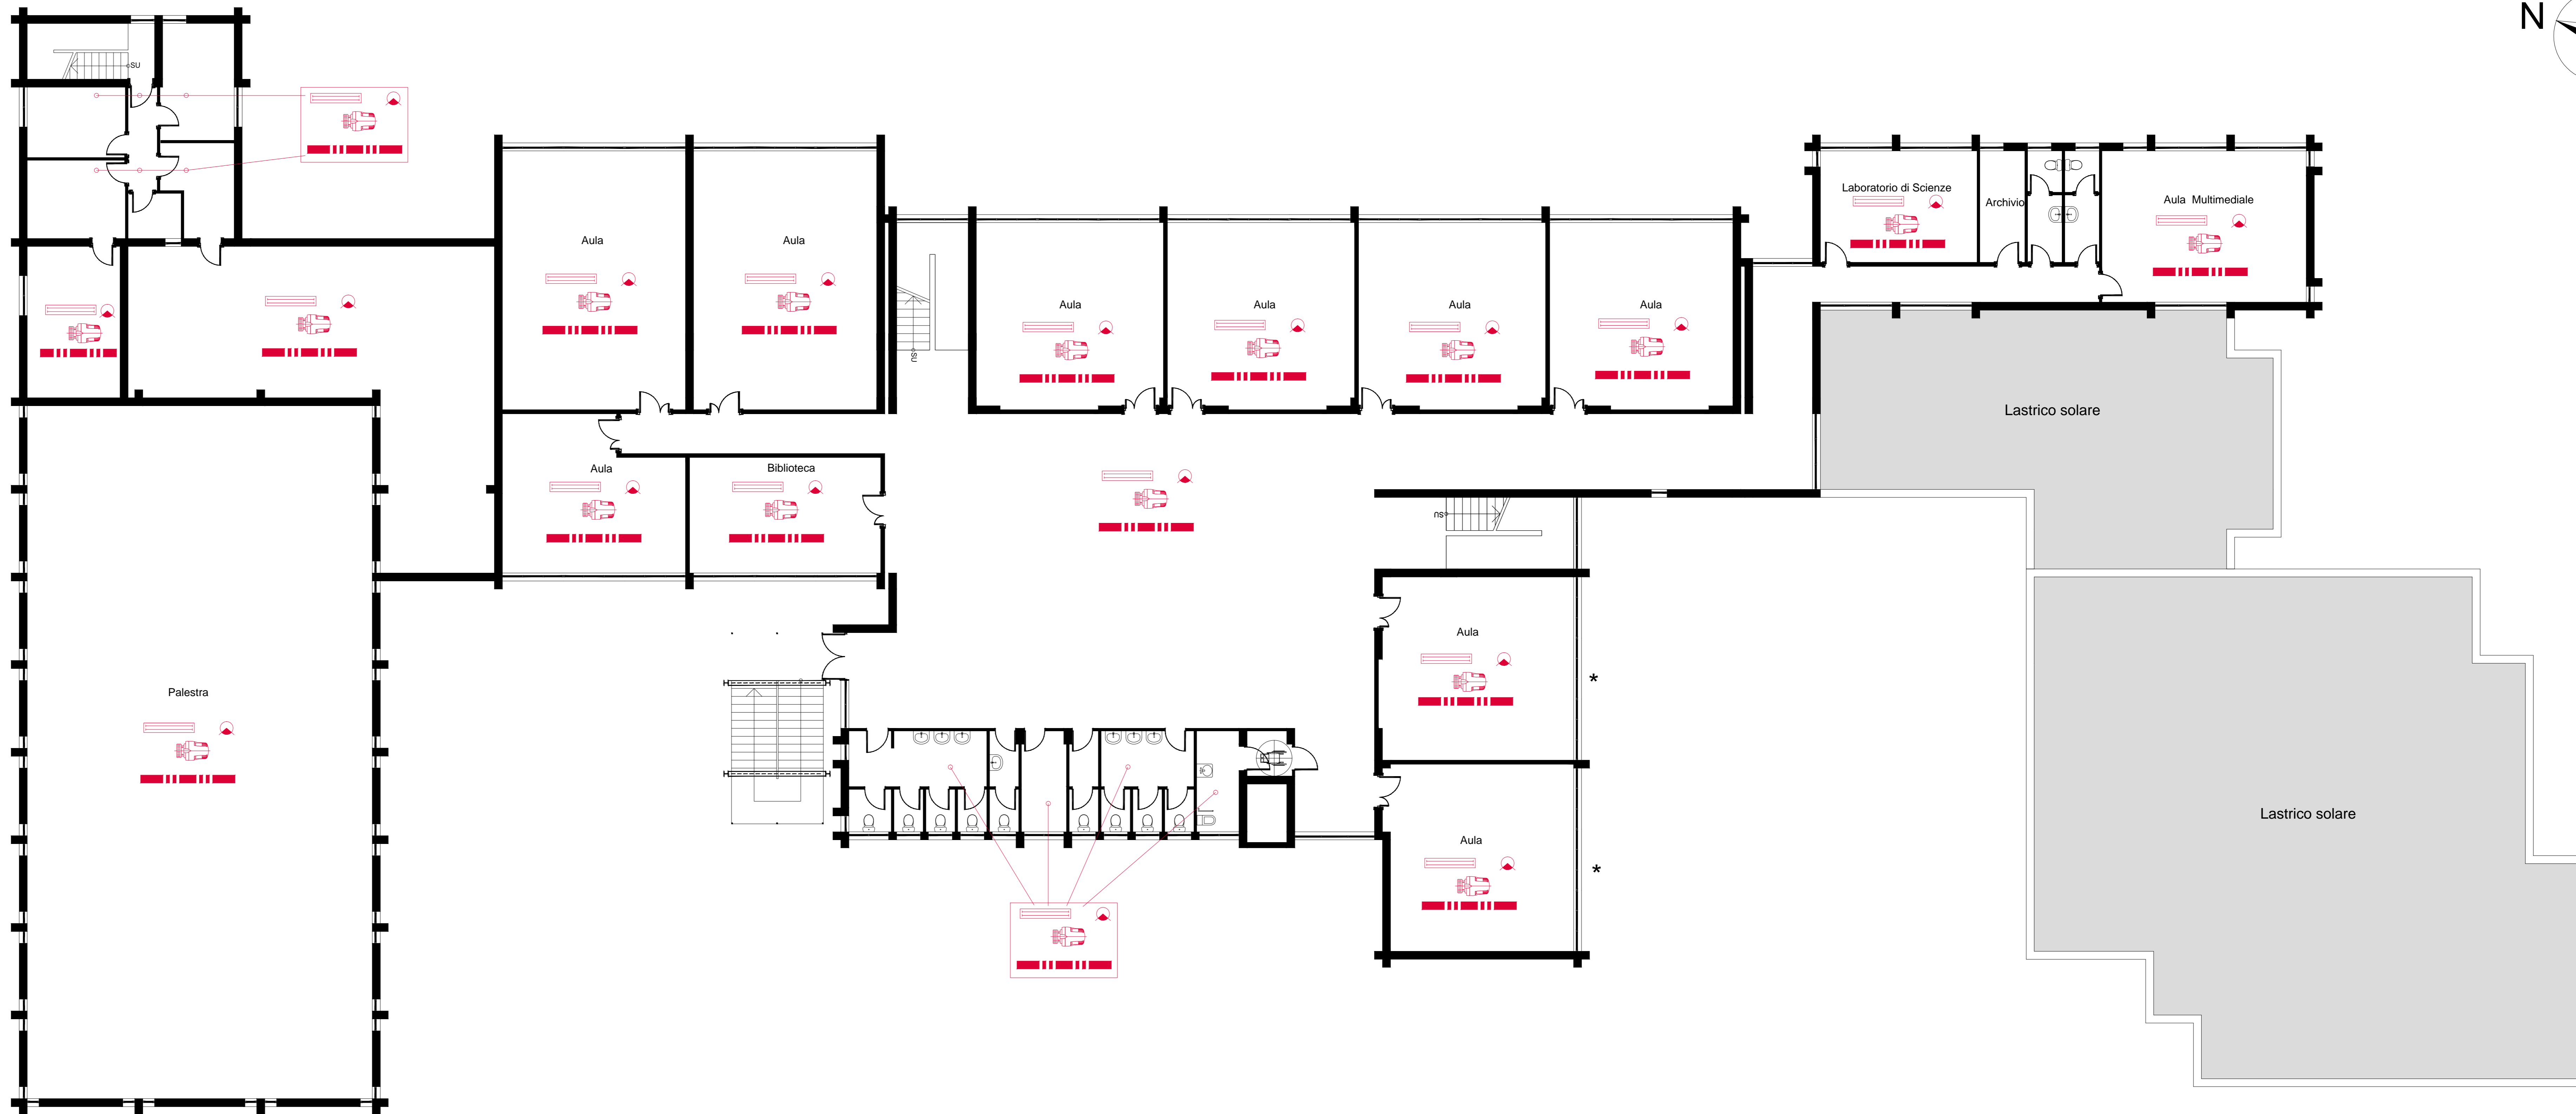 N
SU
Laboratorio di Scienze
Archivio
Aula Multimediale
Aula
Aula
Aula
Aula
Aula
Aula
SU
Lastrico solare
Aula
Biblioteca
SU
Aula
*
Palestra
Lastrico solare
Aula
*